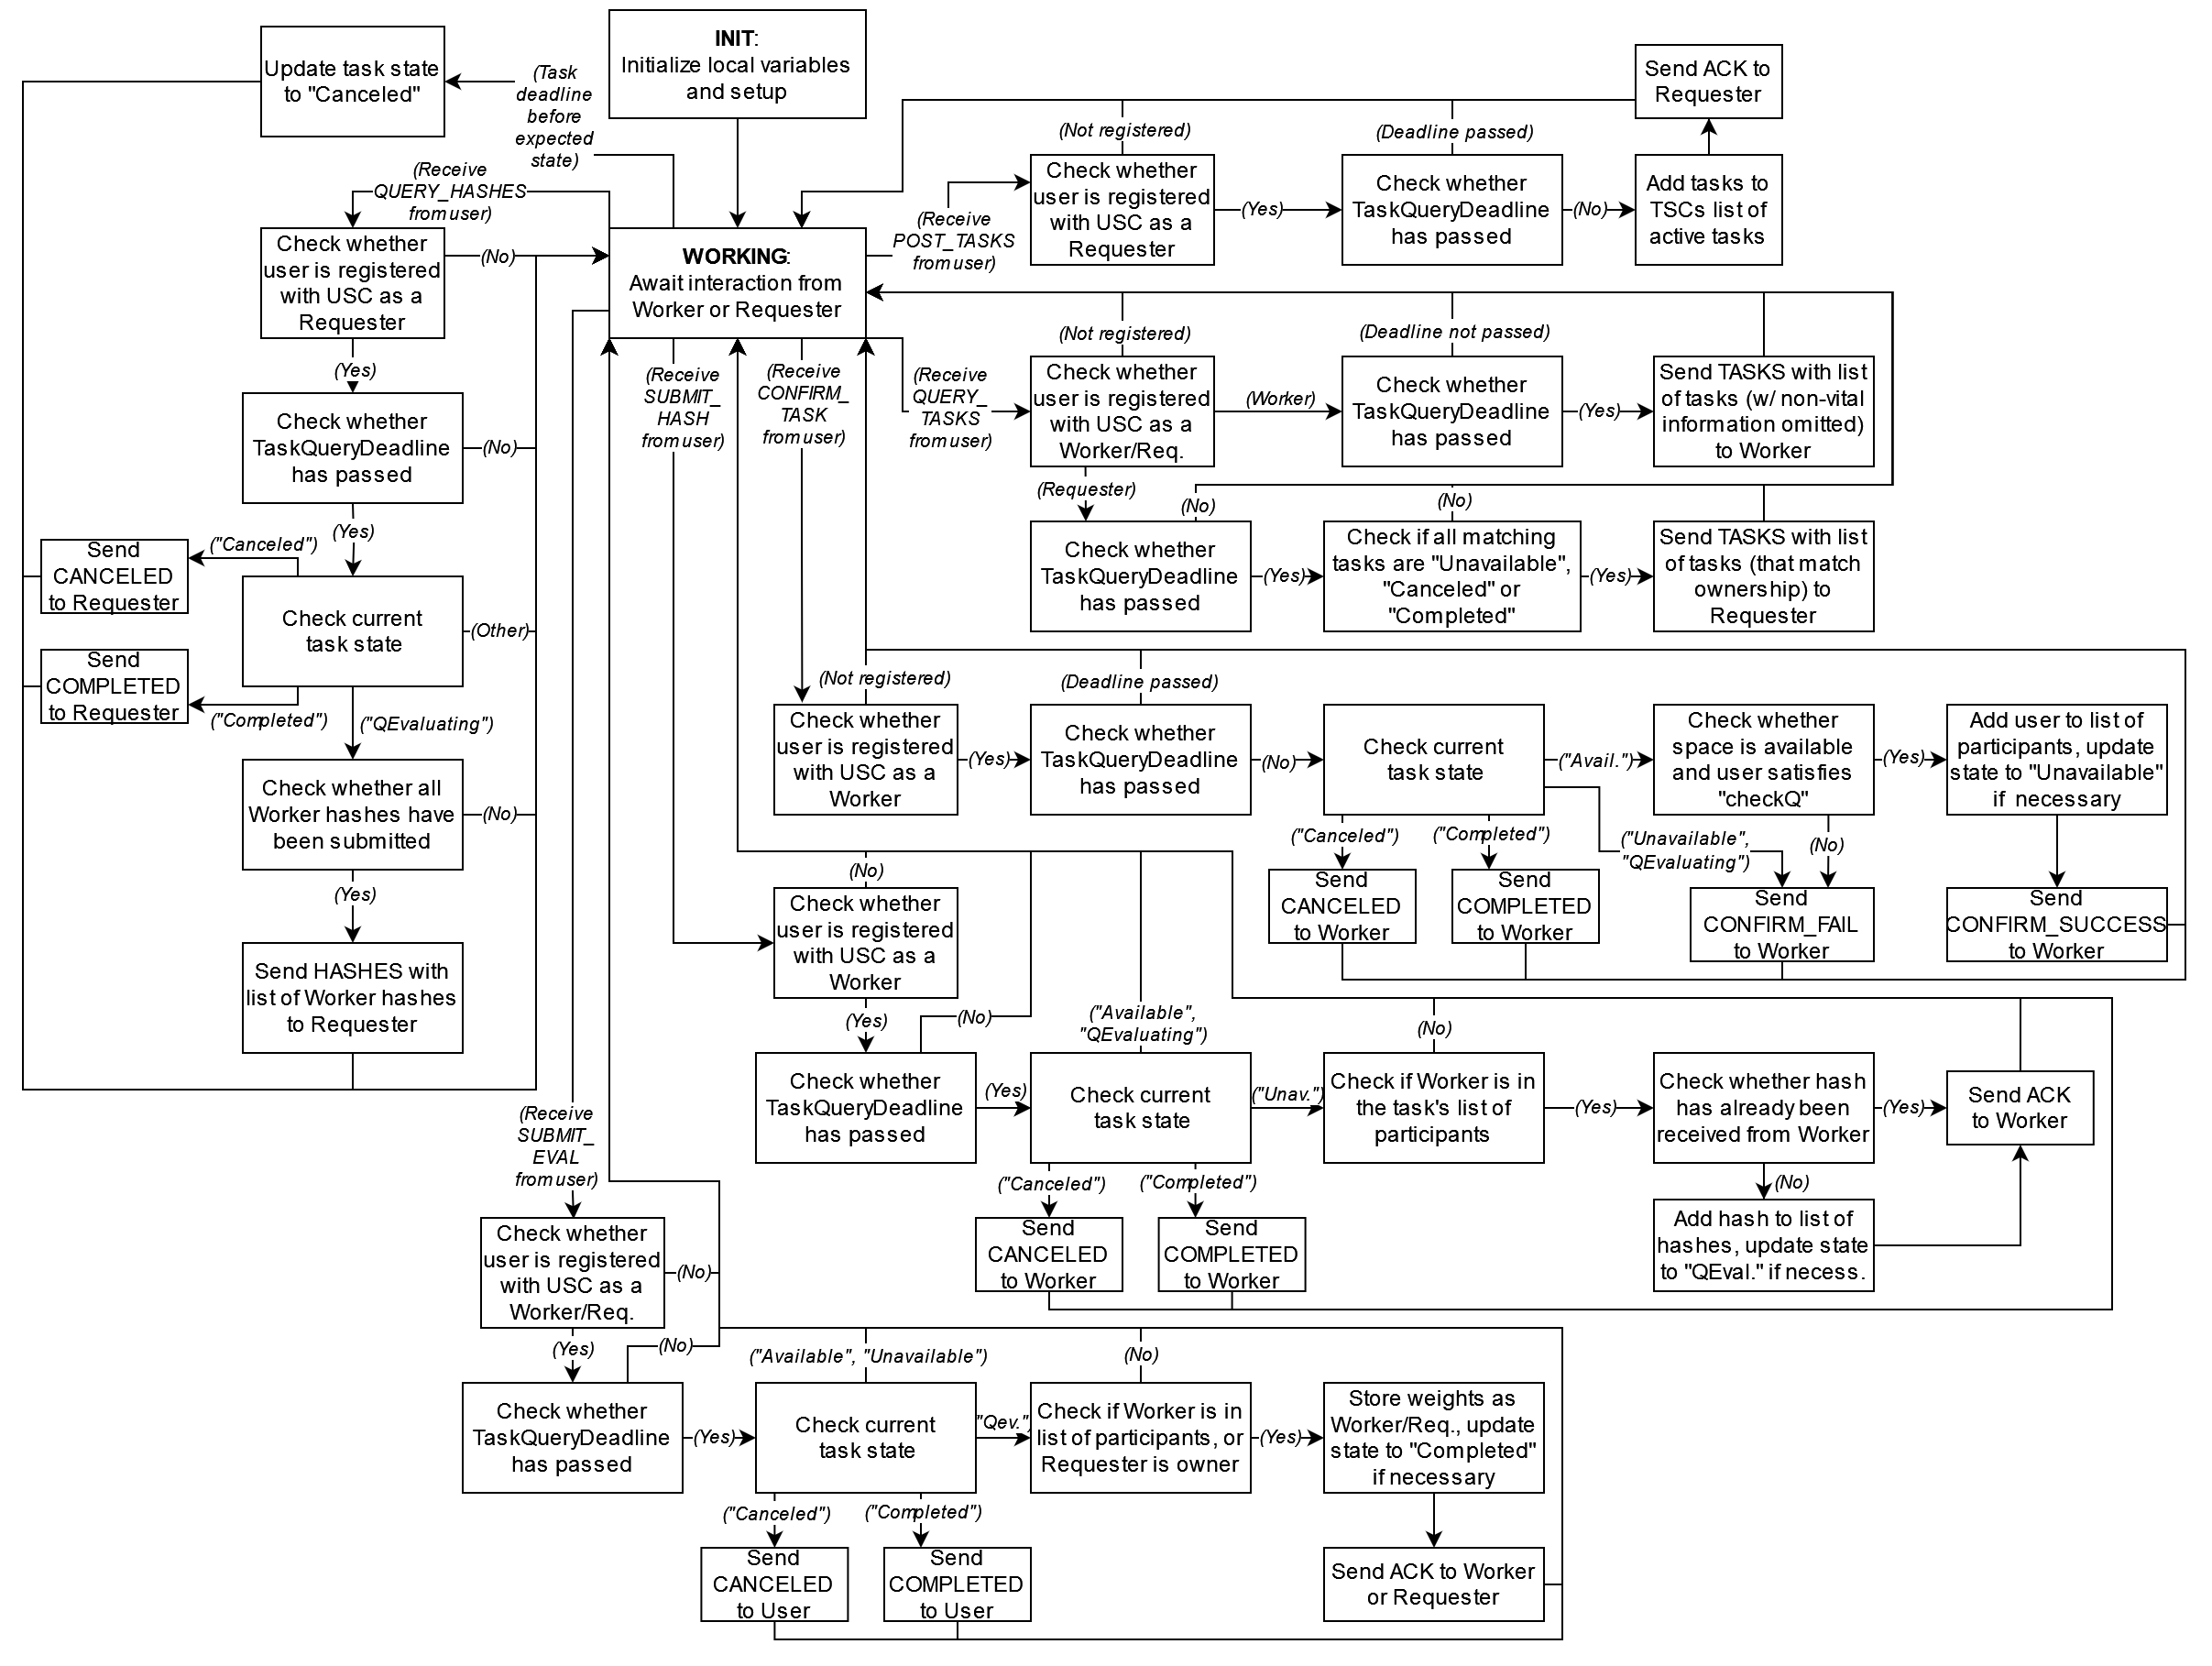 INIT:
Initialize local variables
and setup
Update task state
to "Canceled"
(Task
deadline
before
expected
state)
Send ACK to
Requester
(Not registered)
(Deadline passed)
(Receive
QUERY_HASHES
from user)
Check whether
user is registered
with USC as a
Requester
(No)
WORKING:
Await interaction from
Worker or Requester
(Receive
POST_TASKS
from user)
Check whether
user is registered
with USC as a
Requester
(Yes)
Check whether
TaskQueryDeadline
has passed
(No)
Add tasks to
TSCs list of
active tasks
(Yes)
Check whether
TaskQueryDeadline
has passed
(No)
(Yes)
(Receive
SUBMIT_
HASH
from user)
(Receive
CONFIRM_
TASK
from user)
(Receive
QUERY_
TASKS
from user)
(Not registered)
(Deadline not passed)
Check whether
user is registered
with USC as a
Worker/Req.
(Worker)
Check whether
TaskQueryDeadline
has passed
(Yes)
Send TASKS with list
of tasks (w/ non-vital
information omitted)
to Worker
(Requester)
(No)
(No)
Check whether
TaskQueryDeadline
has passed
(Yes)
Check if all matching
tasks are "Unavailable",
"Canceled" or
"Completed"
(Yes)
Send TASKS with list
of tasks (that match
ownership) to
Requester
Send
CANCELED
to Requester
("Canceled")
Check current
task state
(Other)
Send
COMPLETED
to Requester
("Completed")
("QEvaluating")
Check whether all
Worker hashes have
been submitted
(No)
(Yes)
Send HASHES with
list of Worker hashes
to Requester
(Not registered)
(Deadline passed)
Check whether
user is registered
with USC as a
Worker
(Yes)
Check whether
TaskQueryDeadline
has passed
(No)
Check current
task state
("Avail.")
Check whether
space is available
and user satisfies
"checkQ"
(Yes)
Add user to list of
participants, update
state to "Unavailable"
if necessary
("Canceled")
("Completed")
("Unavailable",
"QEvaluating")
(No)
Send
CANCELED
to Worker
Send
COMPLETED
to Worker
Send
CONFIRM_FAIL
to Worker
Send
CONFIRM_SUCCESS
to Worker
(No)
Check whether
user is registered
with USC as a
Worker
(Yes)
(No)
("Available",
"QEvaluating")
(No)
Check whether
TaskQueryDeadline
has passed
(Yes)
Check current
task state
("Unav.")
Check if Worker is in
the task's list of
participants
(Yes)
Check whether hash
has already been
received from Worker
(Yes)
Send ACK
to Worker
("Canceled")
("Completed")
(No)
Send
CANCELED
to Worker
Send
COMPLETED
to Worker
Add hash to list of
hashes, update state
to "QEval." if necess.
(Receive
SUBMIT_
EVAL
from user)
Check whether
user is registered
with USC as a
Worker/Req.
(No)
(Yes)
(No)
("Available", "Unavailable")
(No)
Check whether
TaskQueryDeadline
has passed
(Yes)
Check current
task state
"Qev."
Check if Worker is in
list of participants, or
Requester is owner
(Yes)
Store weights as
Worker/Req., update
state to "Completed"
if necessary
("Canceled")
("Completed")
Send
CANCELED
to User
Send
COMPLETED
to User
Send ACK to Worker
or Requester